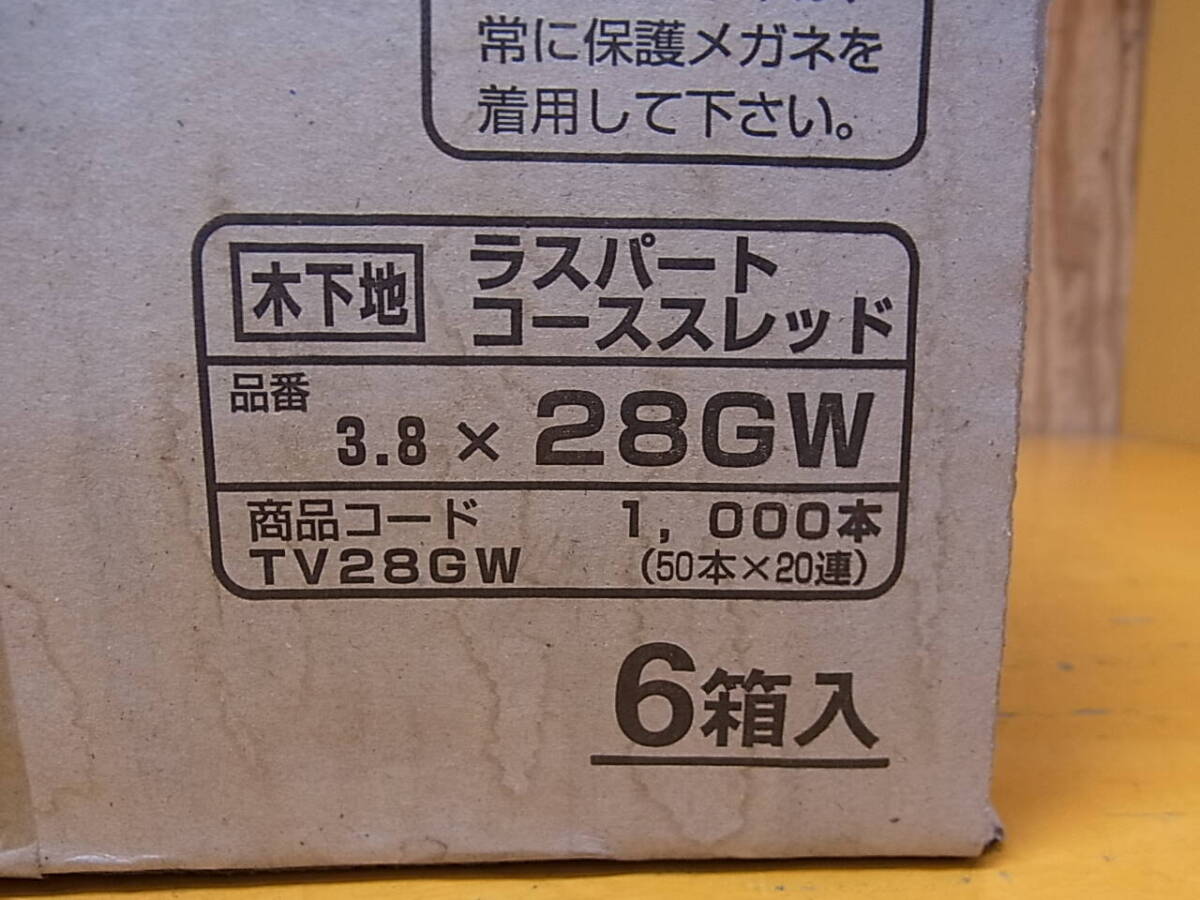 常に保護メガネを
着用して下さい。
木下地
ラスパート
コーススレッド
品番
3.8 × 28GW
商品コード 1,000本
TV28GW (50本×20連)
6箱入